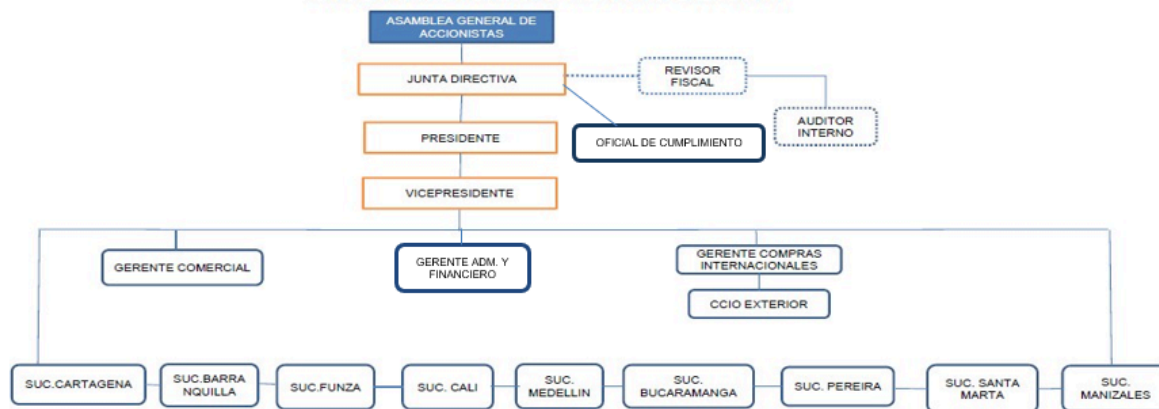 ASAMBLEA GENERAL DE
ACCIONISTAS
JUNTA DIRECTIVA
REVISOR
FISCAL
AUDITOR
INTERNO
OFICIAL DE CUMPLIMIENTO
PRESIDENTE
VICEPRESIDENTE
GERENTE COMERCIAL
GERENTE ADM. Y
FINANCIERO
GERENTE COMPRAS
INTERNACIONALES
CCIO EXTERIOR
SUC.CARTAGENA
SUC.BARRA
NQUILLA
SUC.FUNZA
SUC. CALI
SUC.
MEDELLIN
SUC.
BUCARAMANGA
SUC. PEREIRA
SUC. SANTA
MARTA
SUC.
MANIZALES